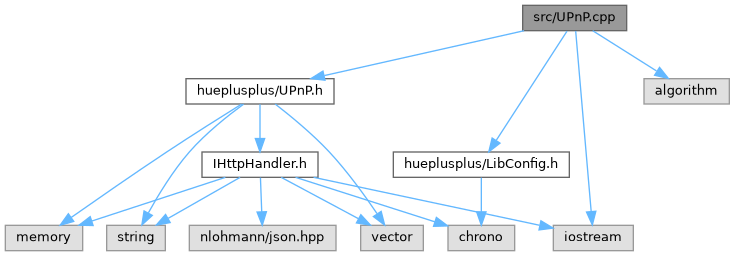 src/UPnP.cpp
hueplusplus/UPnP.h
algorithm
IHttpHandler.h
hueplusplus/LibConfig.h
memory
string
nlohmann/json.hpp
vector
chrono
iostream